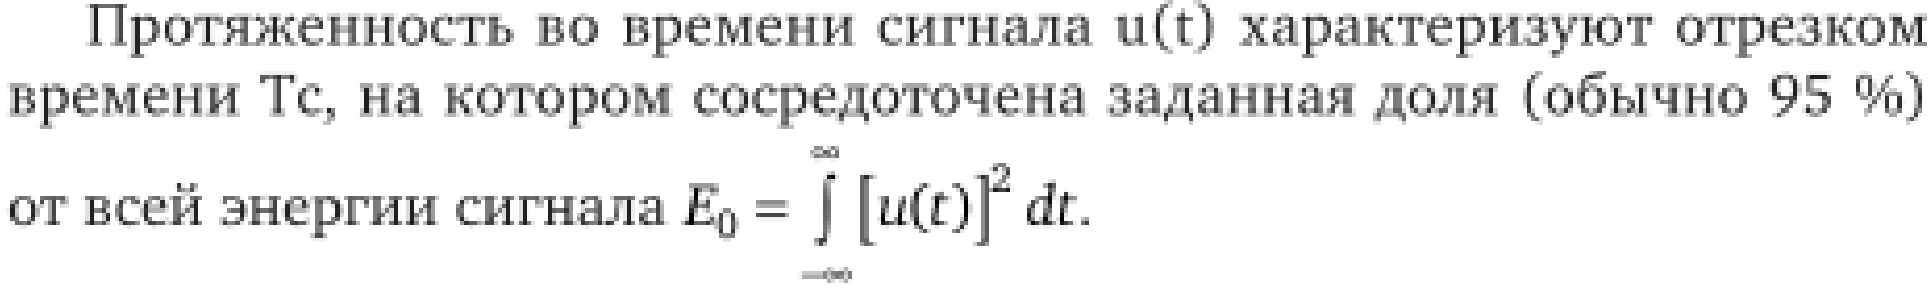 Протяженность во времени сигнала u(t) характеризуют отрезком
времени Tc, на котором сосредоточена заданная доля (обычно 95 %)
от всей энергии сигнала E₀ = ∫_{-∞}^{∞} [u(t)]² dt.